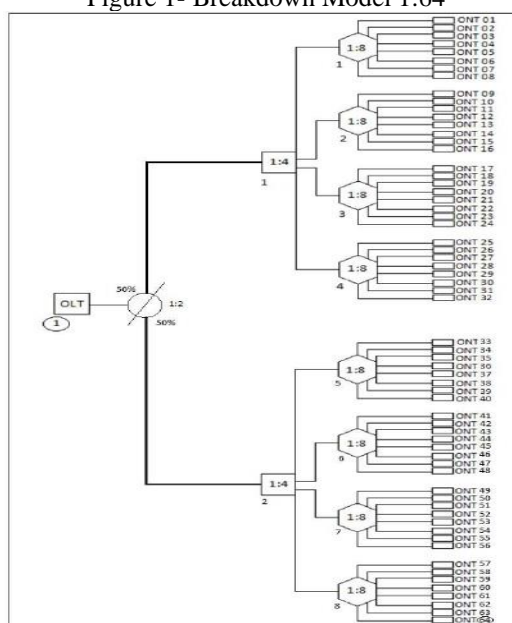 Figure 1- Breakdown Model 1:64
OLT
1
50%
50%
1:2
1:4
1
1:8
1
ONT 01
ONT 02
ONT 03
ONT 04
ONT 05
ONT 06
ONT 07
ONT 08
1:8
2
ONT 09
ONT 10
ONT 11
ONT 12
ONT 13
ONT 14
ONT 15
ONT 16
1:8
3
ONT 17
ONT 18
ONT 19
ONT 20
ONT 21
ONT 22
ONT 23
ONT 24
1:8
4
ONT 25
ONT 26
ONT 27
ONT 28
ONT 29
ONT 30
ONT 31
ONT 32
1:4
2
1:8
5
ONT 33
ONT 34
ONT 35
ONT 36
ONT 37
ONT 38
ONT 29
ONT 40
1:8
6
ONT 41
ONT 42
ONT 43
ONT 44
ONT 45
ONT 46
ONT 47
ONT 48
1:8
7
ONT 49
ONT 50
ONT 51
ONT 52
ONT 53
ONT 54
ONT 55
ONT 56
1:8
8
ONT 57
ONT 58
ONT 59
ONT 60
ONT 61
ONT 62
ONT 63
ONT